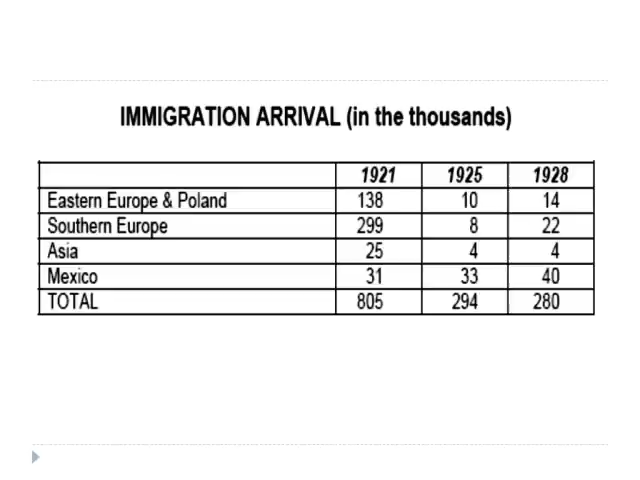 IMMIGRATION ARRIVAL (in the thousands)
1921 1925 1928
Eastern Europe & Poland 138 10 14
Southern Europe 299 8 22
Asia 25 4 4
Mexico 31 33 40
TOTAL 805 294 280